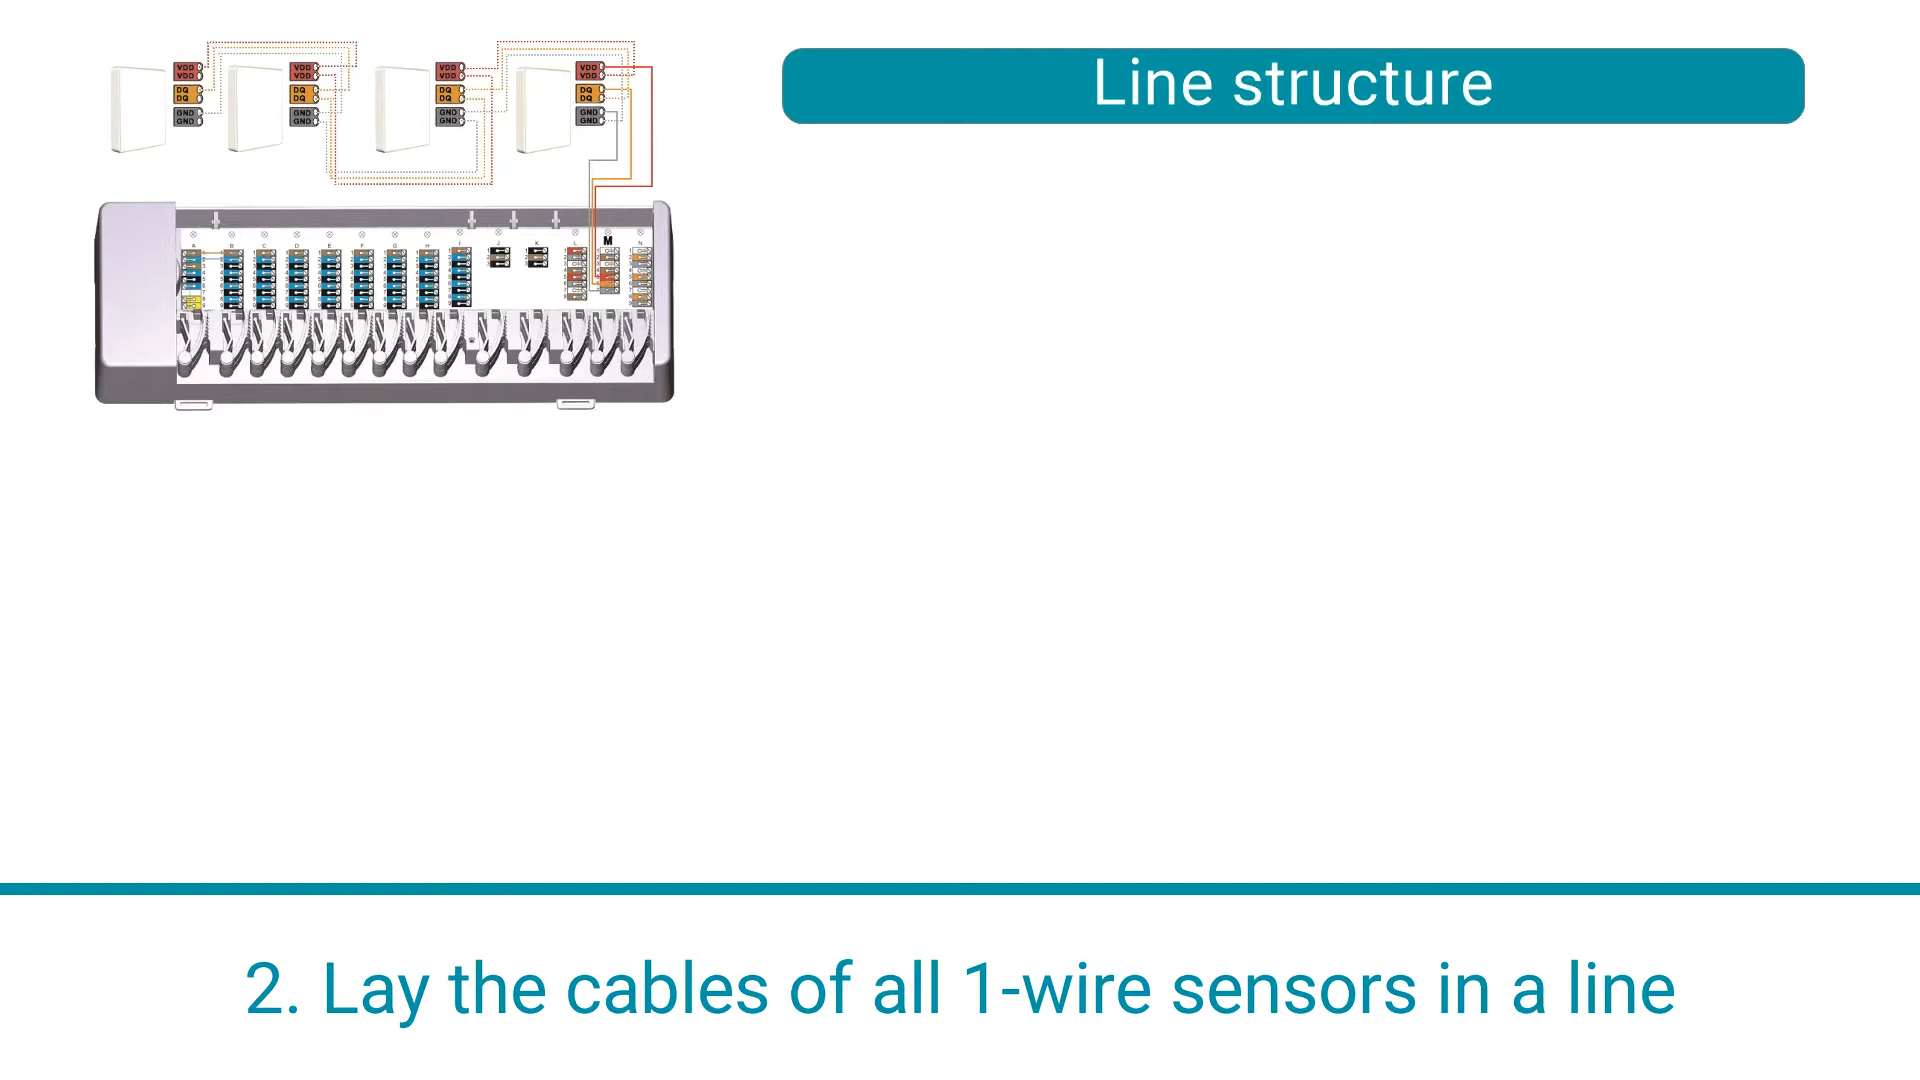 Line structure
VDD VDD VDD VDD
VDD VDD VDD VDD
DQ DQ DQ DQ
DQ DQ DQ DQ
GND GND GND GND
GND GND GND GND
A B C D E F G H I J K L M N
2. Lay the cables of all 1-wire sensors in a line